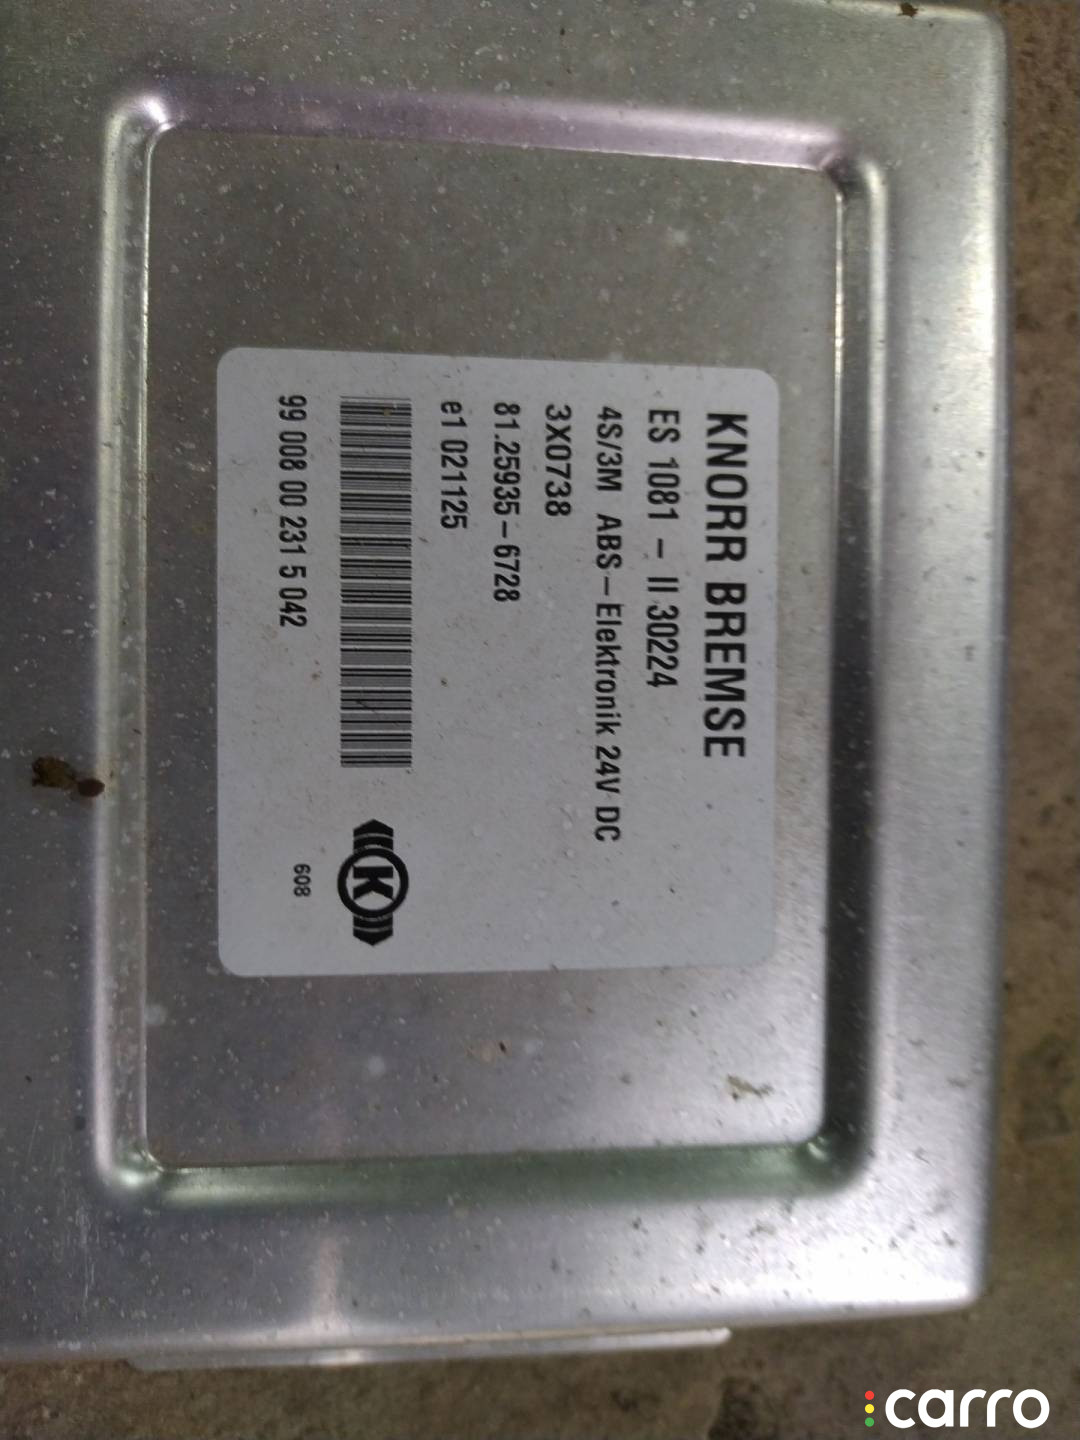 KNORR BREMSE
ES 1081 - II 30224
4S/3M ABS-Elektronik 24V DC
3X0738
81.25935-6728
e1 021125
99 008 00 231 5 042
K
608
carro